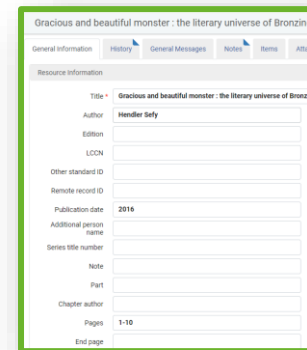 Gracious and beautiful monster : the literary universe of Bronzin
General Information History General Messages Notes Items Atta
Resource Information
Title * Gracious and beautiful monster : the literary universe of Bronz
Author Hendler Sefy
Edition
LCCN
Other standard ID
Remote record ID
Publication date 2016
Additional person
name
Series title number
Note
Part
Chapter author
Pages 1-10
End page